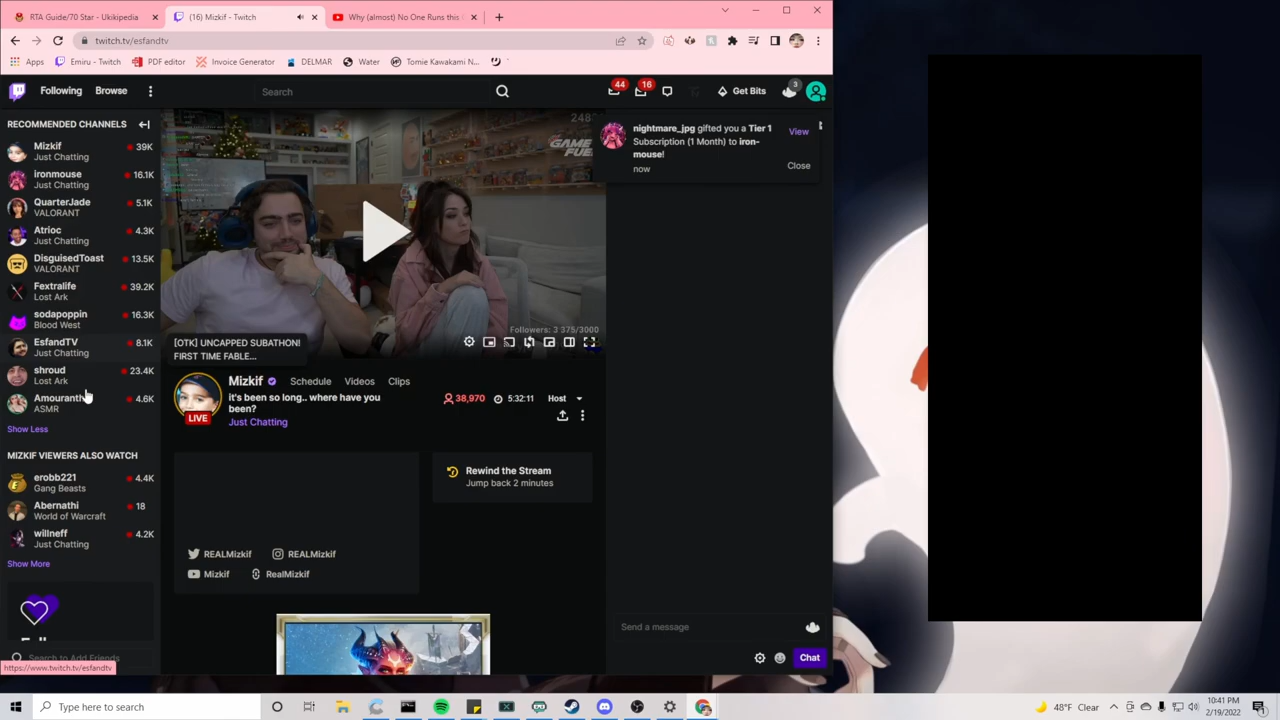 RTA Guide/70 Star - Ukikipedia
(16) Mizkif - Twitch
Why (almost) No One Runs this
twitch.tv/esfandtv
Apps
Emiru - Twitch
PDF editor
Invoice Generator
DELMAR
Water
Tomie Kawakami N...
Following
Browse
Search
44
16
Get Bits
3
RECOMMENDED CHANNELS
Mizkif
39K
Just Chatting
ironmouse
16.1K
Just Chatting
QuarterJade
5.1K
VALORANT
Atrioc
4.3K
Just Chatting
DisguisedToast
13.5K
VALORANT
Fextralife
39.2K
Lost Ark
sodapoppin
16.3K
Blood West
EsfandTV
8.1K
Just Chatting
shroud
23.4K
Lost Ark
Amouranth
4.6K
ASMR
Show Less
MIZKIF VIEWERS ALSO WATCH
erobb221
4.4K
Gang Beasts
Abernathi
18
World of Warcraft
willneff
4.2K
Just Chatting
Show More
Search to Add Friends
https://www.twitch.tv/esfandtv
248
GAME
FUE
Followers: 3 375/3000
[OTK] UNCAPPED SUBATHON!
FIRST TIME FABLE...
LIVE
Mizkif
Schedule
Videos
Clips
it's been so long.. where have you
been?
Just Chatting
38,970
5:32:11
Host
Rewind the Stream
Jump back 2 minutes
REALMizkif
REALMizkif
Mizkif
RealMizkif
nightmare_jpg gifted you a Tier 1
Subscription (1 Month) to iron-
mouse!
now
View
Close
Send a message
Chat
Type here to search
48°F Clear
10:41 PM
2/19/2022